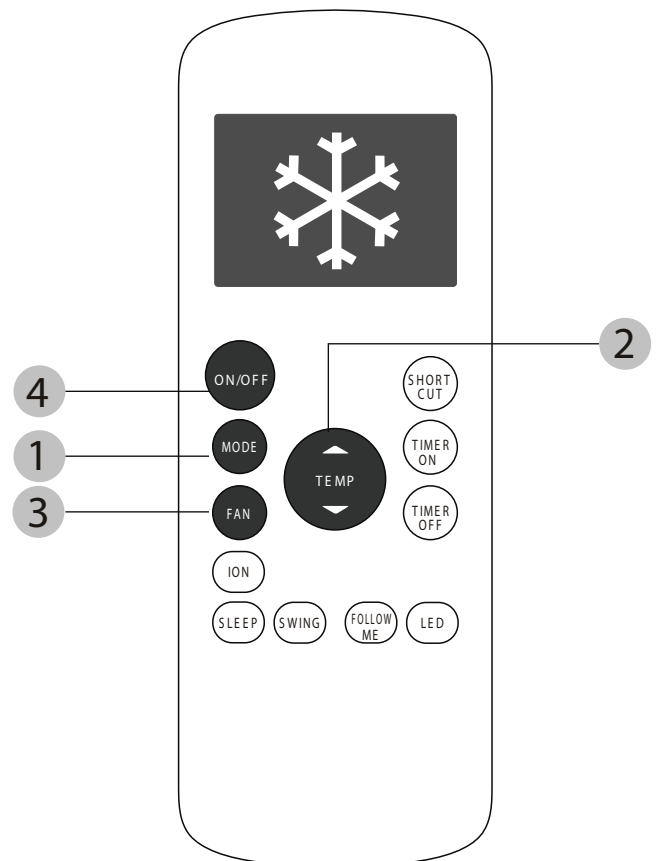 2
ON/OFF
SHORT
CUT
4
MODE
TIMER
ON
1
TEMP
FAN
TIMER
OFF
3
ION
SLEEP
SWING
FOLLOW
ME
LED